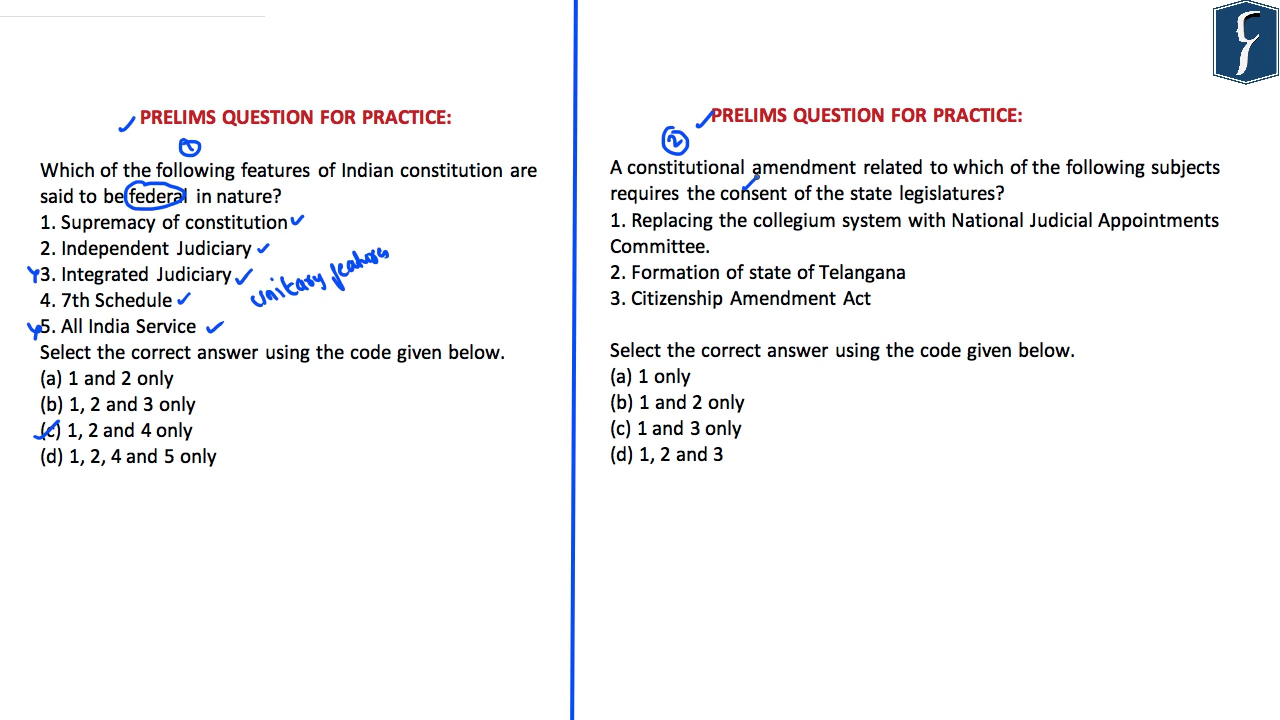 PRELIMS QUESTION FOR PRACTICE:
1
Which of the following features of Indian constitution are
said to be federal in nature?
1. Supremacy of constitution
2. Independent Judiciary
3. Integrated Judiciary
unitary features
4. 7th Schedule
5. All India Service
Select the correct answer using the code given below.
(a) 1 and 2 only
(b) 1, 2 and 3 only
(c) 1, 2 and 4 only
(d) 1, 2, 4 and 5 only
PRELIMS QUESTION FOR PRACTICE:
2
A constitutional amendment related to which of the following subjects
requires the consent of the state legislatures?
1. Replacing the collegium system with National Judicial Appointments
Committee.
2. Formation of state of Telangana
3. Citizenship Amendment Act
Select the correct answer using the code given below.
(a) 1 only
(b) 1 and 2 only
(c) 1 and 3 only
(d) 1, 2 and 3